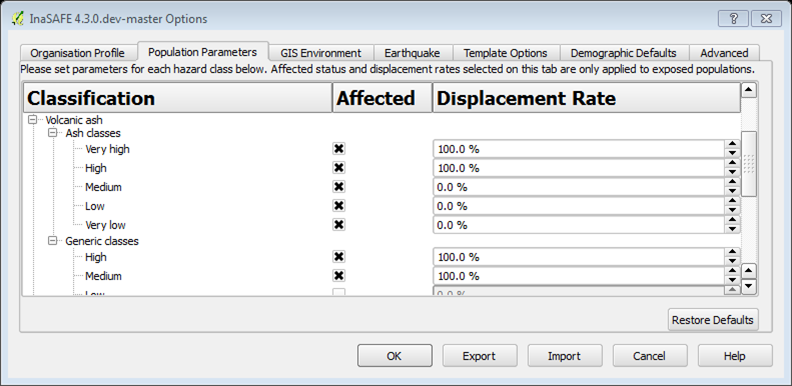 InaSAFE 4.3.0.dev-master Options
Organisation Profile Population Parameters GIS Environment Earthquake Template Options Demographic Defaults Advanced
Please set parameters for each hazard class below. Affected status and displacement rates selected on this tab are only applied to exposed populations.
Classification Affected Displacement Rate
Volcanic ash
Ash classes
Very high 100.0 %
High 100.0 %
Medium 0.0 %
Low 0.0 %
Very low 0.0 %
Generic classes
High 100.0 %
Medium 100.0 %
Low 0.0 %
Restore Defaults
OK Export Import Cancel Help